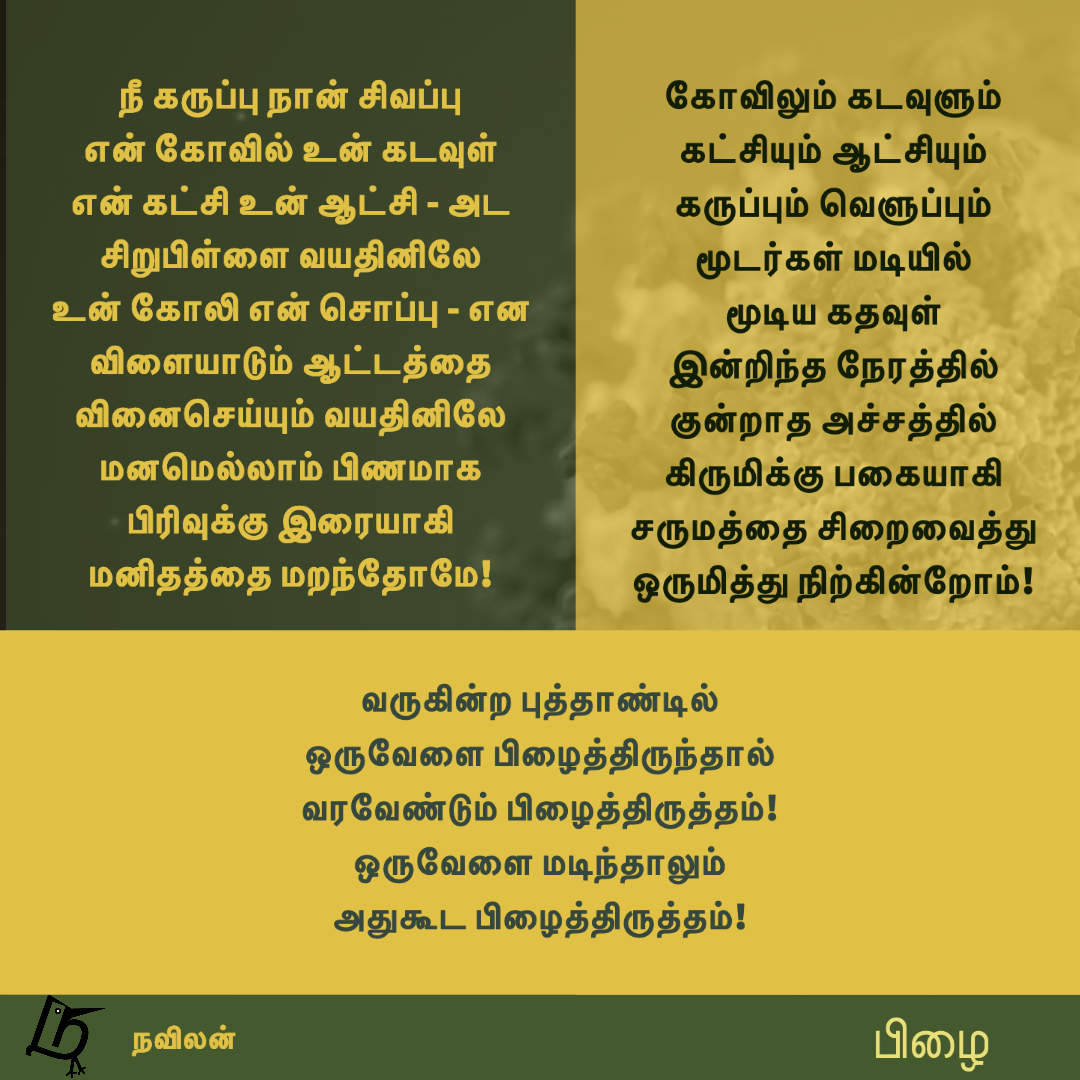 நீ கருப்பு நான் சிவப்பு
என் கோவில் உன் கடவுள்
என் கட்சி உன் ஆட்சி - அட
சிறுபிள்ளை வயதினிலே
உன் கோலி என் சொப்பு - என
விளையாடும் ஆட்டத்தை
வினைசெய்யும் வயதினிலே
மனமெல்லாம் பிணமாக
பிரிவுக்கு இரையாகி
மனிதத்தை மறந்தோமே!
கோவிலும் கடவுளும்
கட்சியும் ஆட்சியும்
கருப்பும் வெளுப்பும்
மூடர்கள் மடியில்
மூடிய கதவுள்
இன்றிந்த நேரத்தில்
குன்றாத அச்சத்தில்
கிருமிக்கு பகையாகி
சருமத்தை சிறைவைத்து
ஒருமித்து நிற்கின்றோம்!
வருகின்ற புத்தாண்டில்
ஒருவேளை பிழைத்திருந்தால்
வரவேண்டும் பிழைத்திருத்தம்!
ஒருவேளை மடிந்தாலும்
அதுகூட பிழைத்திருத்தம்!
ந
நவிலன்
பிழை